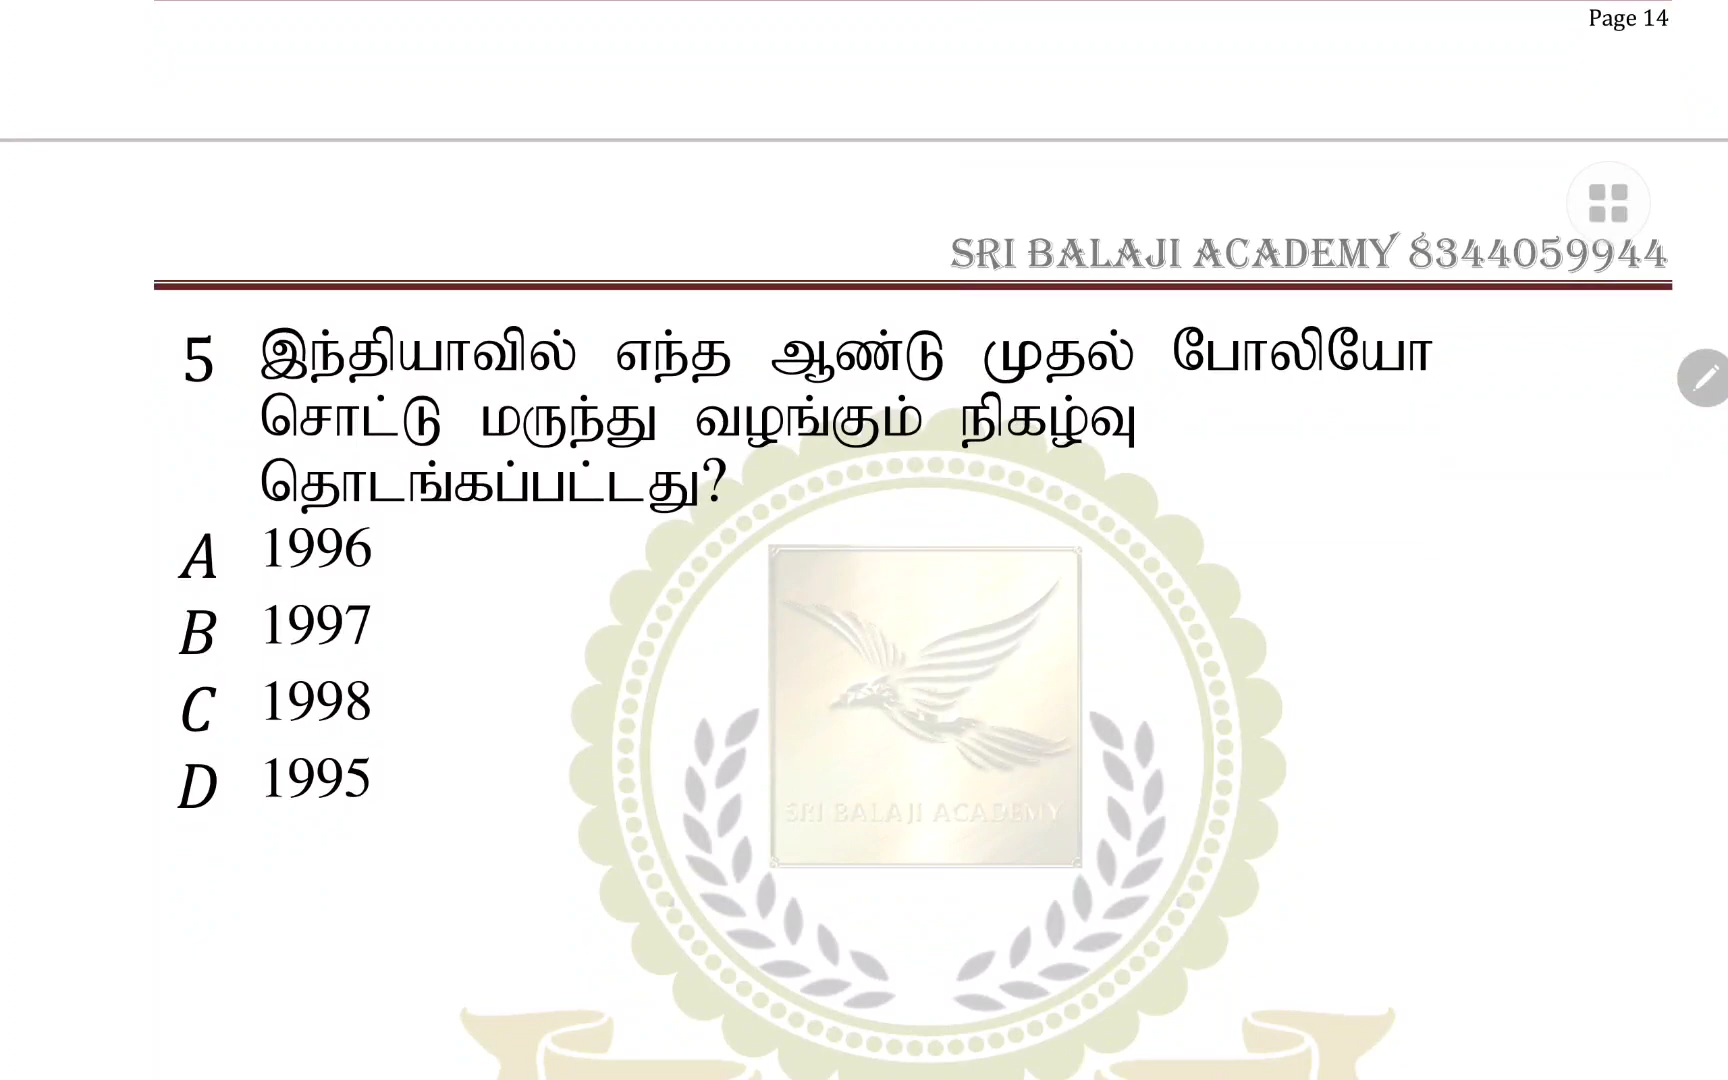 Page 14
SRI BALAJI ACADEMY 8344059944
5 இந்தியாவில் எந்த ஆண்டு முதல் போலியோ
சொட்டு மருந்து வழங்கும் நிகழ்வு
தொடங்கப்பட்டது?
A 1996
B 1997
C 1998
D 1995
SRI BALAJI ACADEMY